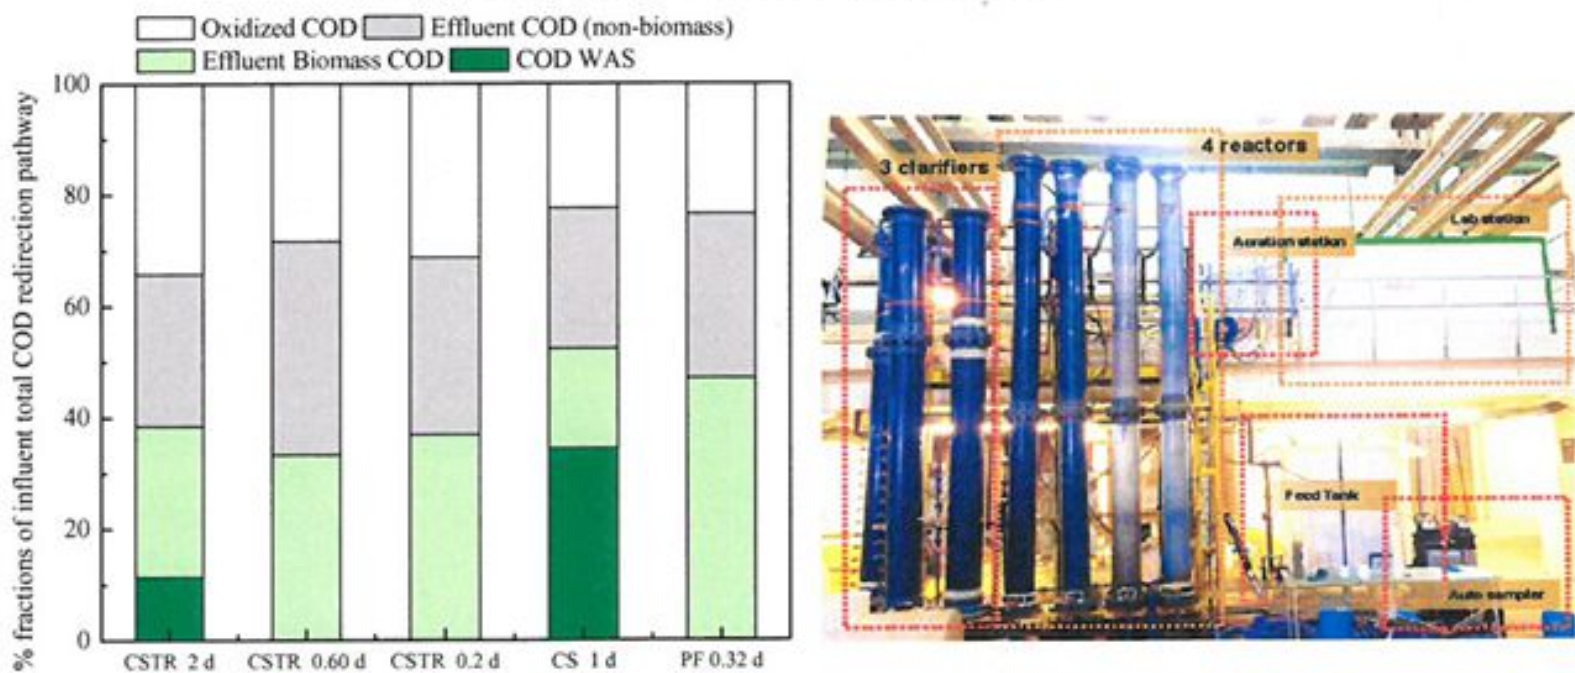 Oxidized COD Effluent COD (non-biomass)
Effluent Biomass COD COD WAS
% fractions of influent total COD redirection pathway
100
80
60
40
20
0
CSTR 2 d CSTR 0.60 d CSTR 0.2 d CS 1 d PF 0.32 d
4 reactors
3 clarifiers
Lab station
Aeration station
Feed Tank
Auto sampler